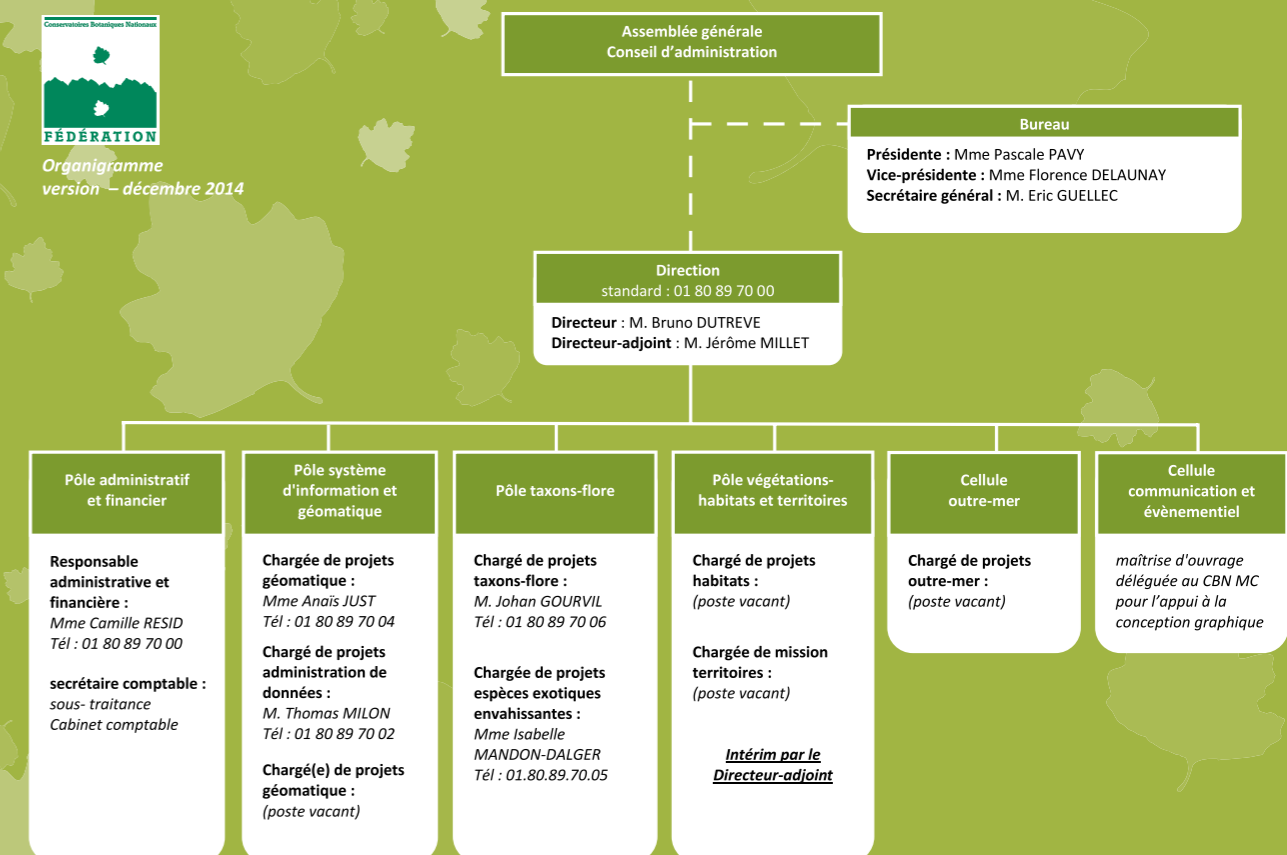 Conservatoires Botaniques Nationaux
FÉDÉRATION
Organigramme
version – décembre 2014
Assemblée générale
Conseil d'administration
Bureau
Présidente : Mme Pascale PAVY
Vice-présidente : Mme Florence DELAUNAY
Secrétaire général : M. Eric GUELLEC
Direction
standard : 01 80 89 70 00
Directeur : M. Bruno DUTREVE
Directeur-adjoint : M. Jérôme MILLET
Pôle administratif
et financier
Responsable
administrative et
financière :
Mme Camille RESID
Tél : 01 80 89 70 00
secrétaire comptable :
sous- traitance
Cabinet comptable
Pôle système
d'information et
géomatique
Chargée de projets
géomatique :
Mme Anaïs JUST
Tél : 01 80 89 70 04
Chargé de projets
administration de
données :
M. Thomas MILON
Tél : 01 80 89 70 02
Chargé(e) de projets
géomatique :
(poste vacant)
Pôle taxons-flore
Chargé de projets
taxons-flore :
M. Johan GOURVIL
Tél : 01 80 89 70 06
Chargée de projets
espèces exotiques
envahissantes :
Mme Isabelle
MANDON-DALGER
Tél : 01.80.89.70.05
Pôle végétations-
habitats et territoires
Chargé de projets
habitats :
(poste vacant)
Chargée de mission
territoires :
(poste vacant)
Intérim par le
Directeur-adjoint
Cellule
outre-mer
Chargé de projets
outre-mer :
(poste vacant)
Cellule
communication et
évènementiel
maîtrise d'ouvrage
déléguée au CBN MC
pour l'appui à la
conception graphique